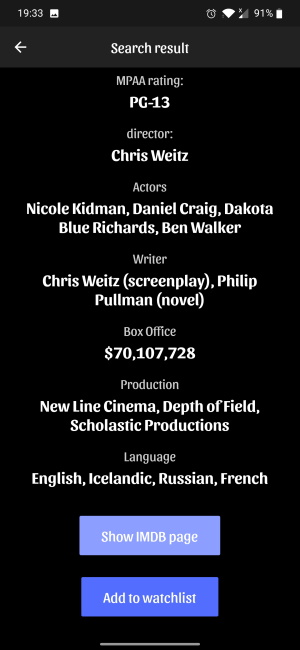 19:33
91%
Search result
MPAA rating:
PG-13
director:
Chris Weitz
Actors
Nicole Kidman, Daniel Craig, Dakota
Blue Richards, Ben Walker
Writer
Chris Weitz (screenplay), Philip
Pullman (novel)
Box Office
$70,107,728
Production
New Line Cinema, Depth of Field,
Scholastic Productions
Language
English, Icelandic, Russian, French
Show IMDB page
Add to watchlist